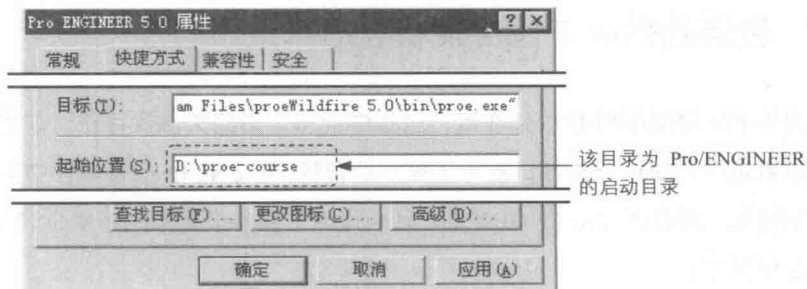 Pro ENGINEER 5.0 属性
常规 快捷方式 兼容性 安全
目标(T): am Files\proeWildfire 5.0\bin\proe.exe"
起始位置(S): D:\proe-course
该目录为 Pro/ENGINEER
的启动目录
查找目标(F) 更改图标(C)... 高级(D)...
确定 取消 应用(A)